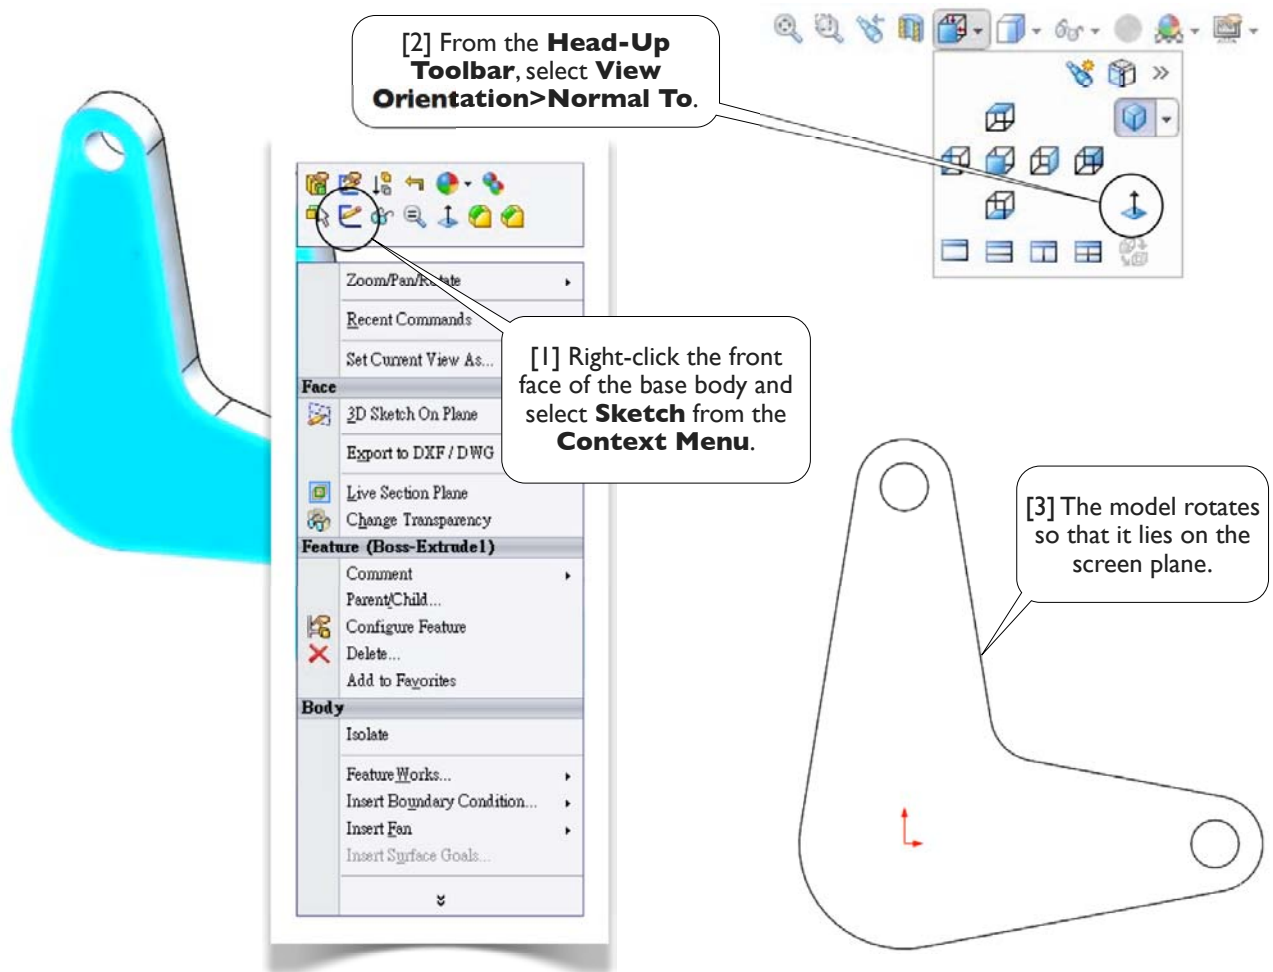 [2] From the Head-Up
Toolbar, select View
Orientation>Normal To.
Zoom/Pan/Rotate
Recent Commands
Set Current View As...
Face
3D Sketch On Plane
Export to DXF / DWG
Live Section Plane
Change Transparency
Feature (Boss-Extrude1)
Comment
Parent/Child...
Configure Feature
Delete...
Add to Favorites
Body
Isolate
FeatureWorks...
Insert Boundary Condition...
Insert Fan
Insert Surface Goals...
[1] Right-click the front
face of the base body and
select Sketch from the
Context Menu.
[3] The model rotates
so that it lies on the
screen plane.